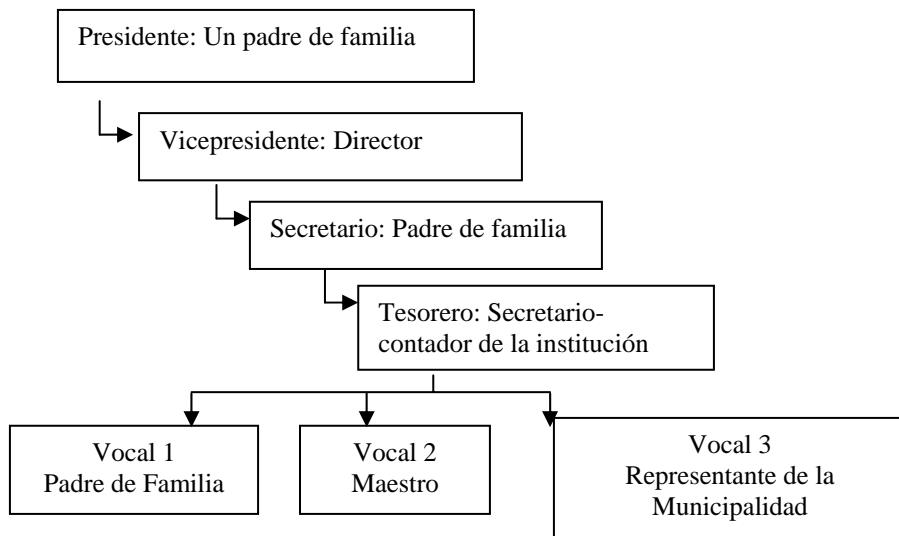 Presidente: Un padre de familia
Vicepresidente: Director
Secretario: Padre de familia
Tesorero: Secretario-
contador de la institución
Vocal 1
Padre de Familia
Vocal 2
Maestro
Vocal 3
Representante de la
Municipalidad